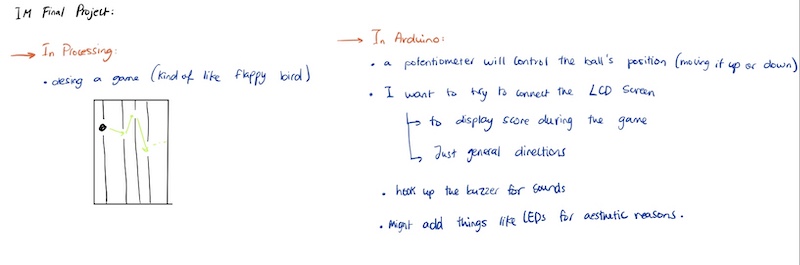 IM Final Project:
→ In Processing:
• desing a game (kind of like flappy bird)
→ In Arduino:
• a potentiometer will control the ball's position (moving it up or down)
• I want to try to connect the LCD Screen
↳ to display score during the game
↳ Just general directions
• hook up the buzzer for sounds
• Might add things like LEDs for aesthetic reasons.